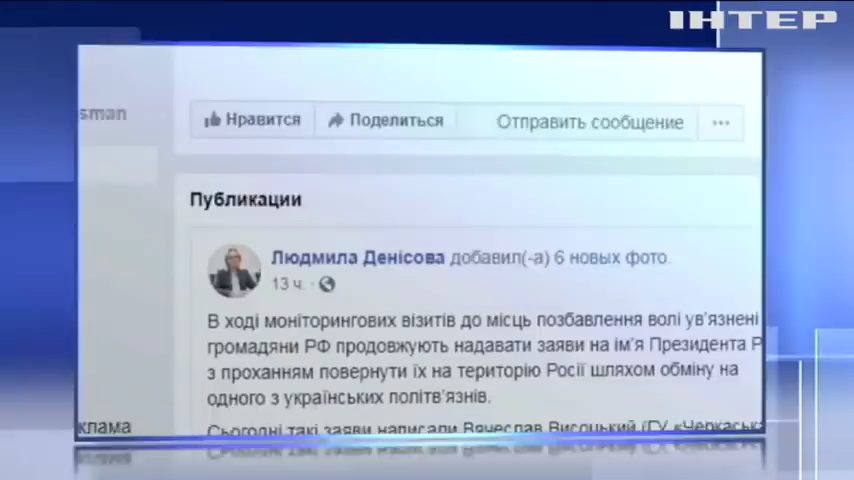 ІНТЕР
sman
Нравится Поделиться Отправить сообщение ...
Публикации
Людмила Денісова добавил(-а) 6 новых фото.
13 ч. ·
В ході моніторингових візитів до місць позбавлення волі ув'язнені
громадяни РФ продовжують надавати заяви на ім'я Президента Р
з проханням повернути їх на територію Росії шляхом обміну на
одного з українських політв'язнів.
клама
Сьогодні такі заяви написали Вячеслав Висоцький (ГУ «Черкаська